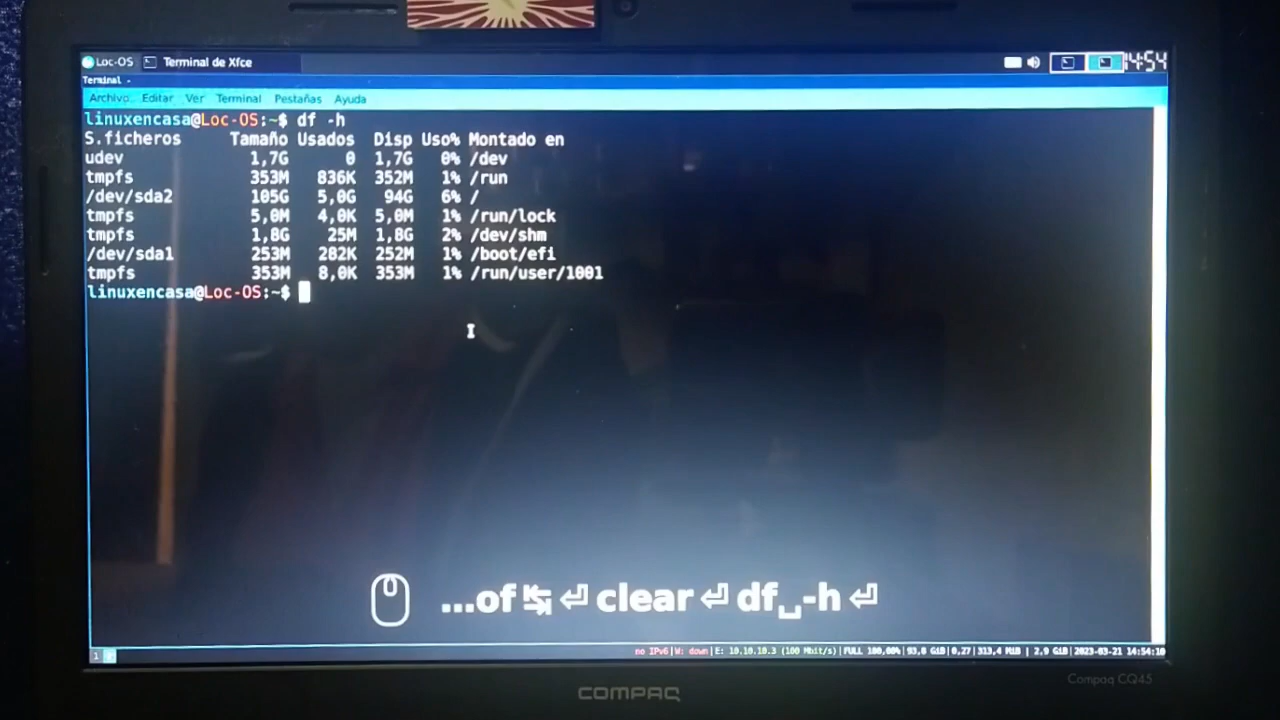 Loc-OS Terminal de Xfce 14:54
Terminal -
Archivo Editar Ver Terminal Pestañas Ayuda
linuxencasa@Loc-OS:~$ df -h
S.ficheros Tamaño Usados Disp Uso% Montado en
udev 1,7G 0 1,7G 0% /dev
tmpfs 353M 836K 352M 1% /run
/dev/sda2 105G 5,0G 94G 6% /
tmpfs 5,0M 4,0K 5,0M 1% /run/lock
tmpfs 1,8G 25M 1,8G 2% /dev/shm
/dev/sda1 253M 282K 252M 1% /boot/efi
tmpfs 353M 8,0K 353M 1% /run/user/1001
linuxencasa@Loc-OS:~$
...of ↹ ⏎ clear ⏎ df␣-h ⏎
1 2 no IPv6|W: down|E: 10.10.10.3 (100 Mbit/s)|FULL 100,00%|93,8 GiB|0,27|313,4 MiB | 2,9 GiB|2023-03-21 14:54:10
Compaq CQ45
COMPAQ